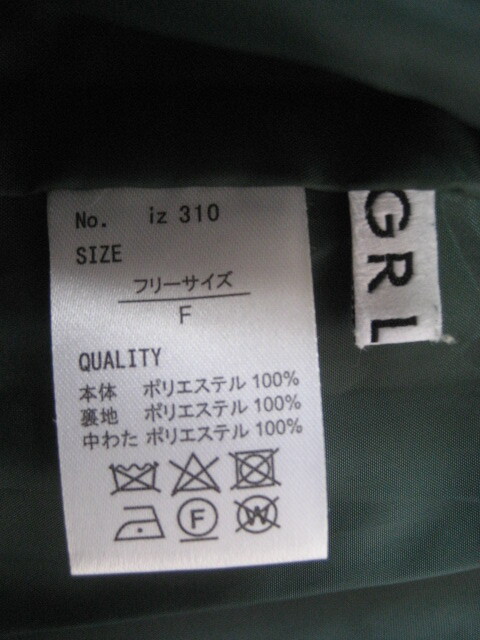 No. iz 310
SIZE
フリーサイズ
F
QUALITY
本体 ポリエステル 100%
裏地 ポリエステル 100%
中わた ポリエステル 100%
F
W
GRL